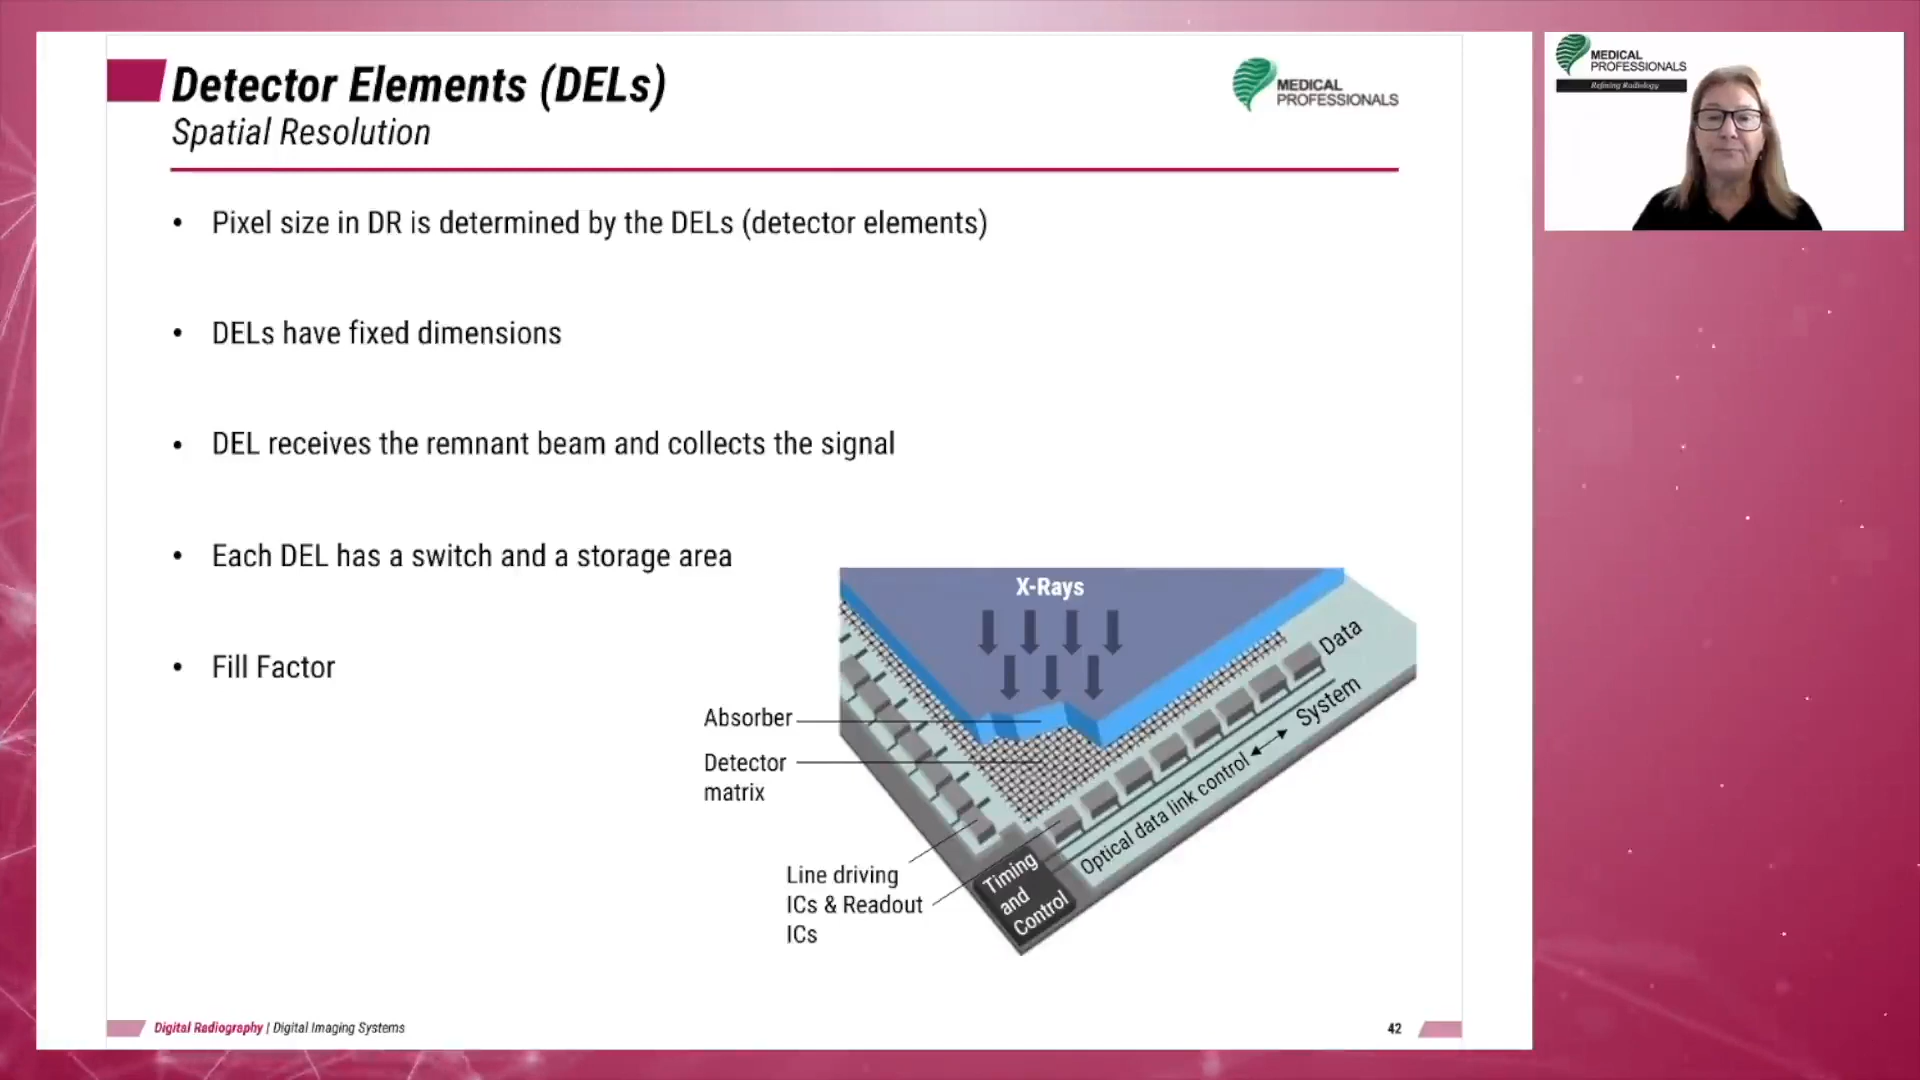 Detector Elements (DELs)
Spatial Resolution
MEDICAL
PROFESSIONALS
• Pixel size in DR is determined by the DELs (detector elements)
• DELs have fixed dimensions
• DEL receives the remnant beam and collects the signal
• Each DEL has a switch and a storage area
• Fill Factor
X-Rays
Data
System
Absorber
Detector
matrix
Optical data link control
Line driving
ICs & Readout
ICs
Timing
and
Control
Digital Radiography | Digital Imaging Systems
42
MEDICAL
PROFESSIONALS
Refining Radiology